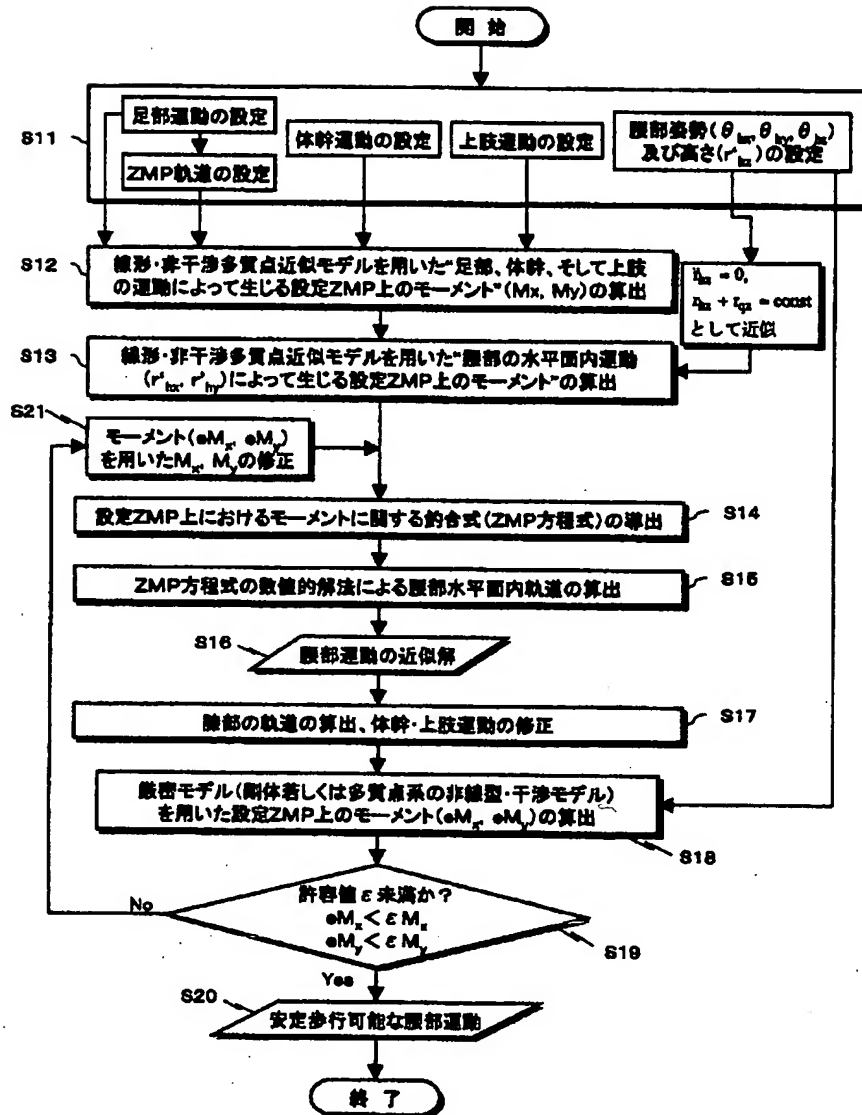 開 始
S11
足部運動の設定
ZMP軌道の設定
体幹運動の設定
上肢運動の設定
腰部姿勢(θhx, θhy, θhz)
及び高さ(r'hz)の設定
S12
線形・非干渉多質点近似モデルを用いた"足部、体幹、そして上肢
の運動によって生じる設定ZMP上のモーメント"(Mx, My)の算出
= 0,
= const
として近似
S13
線形・非干渉多質点近似モデルを用いた"腰部の水平面内運動
(r'hx, r'hy)によって生じる設定ZMP上のモーメント"の算出
S21
モーメント(eMx, eMy)
を用いたMx, Myの修正
設定ZMP上におけるモーメントに関する釣合式(ZMP方程式)の導出
S14
ZMP方程式の数値的解法による腰部水平面内軌道の算出
S15
S16
腰部運動の近似解
の軌道の算出、体幹・上肢運動の修正
S17
厳密モデル(剛体若しくは多質点系の非線型・干渉モデル)
を用いた設定ZMP上のモーメント(eMx, eMy)の算出
S18
No
許容値ε未満か?
eMx < εMx
eMy < εMy
S19
Yes
S20
安定歩行可能な腰部運動
終 了